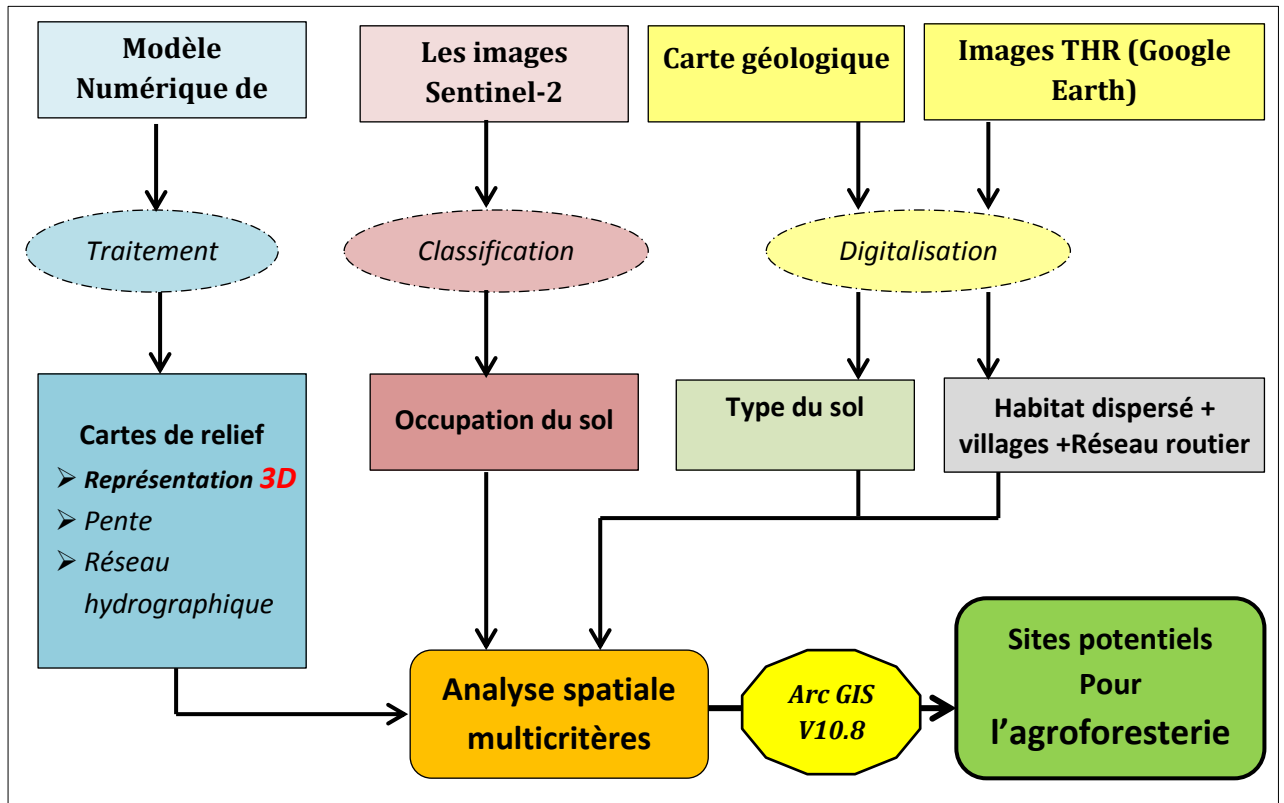 Modèle
Numérique de
Les images
Sentinel-2
Carte géologique
Images THR (Google
Earth)
Traitement
Classification
Digitalisation
Cartes de relief
➢ Représentation 3D
➢ Pente
➢ Réseau
hydrographique
Occupation du sol
Type du sol
Habitat dispersé +
villages +Réseau routier
Analyse spatiale
multicritères
Arc GIS
V10.8
Sites potentiels
Pour
l’agroforesterie